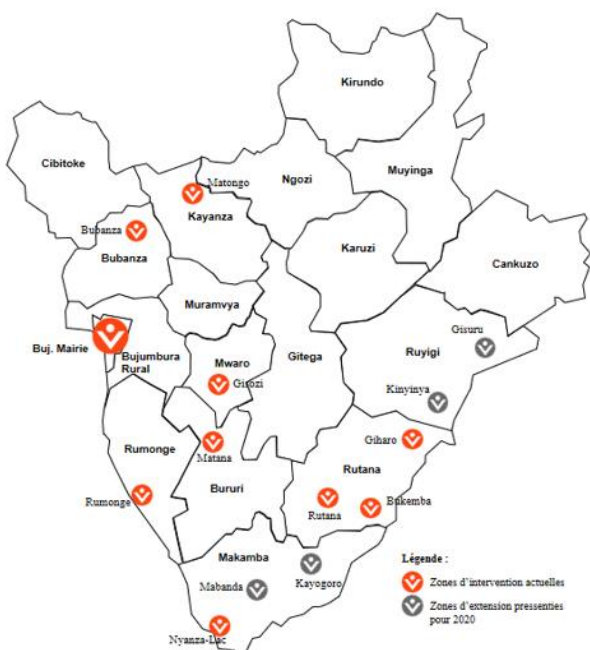 Kirundo
Cibitoke
Matongo
Ngozi
Muyinga
Kayanza
Bubanza
Karuzi
Bubanza
Cankuzo
Muramvya
Gisuru
Buj. Mairie
Bujumbura
Rural
Mwaro
Gitega
Ruyigi
Gisozi
Kinyinya
Giharo
Rumonge
Matana
Rutana
Bururi
Rumonge
Rutana
Bukemba
Makamba
Mabanda
Kayogoro
Nyanza-Lac
Légende :
Zones d’intervention actuelles
Zones d’extension pressenties
pour 2020